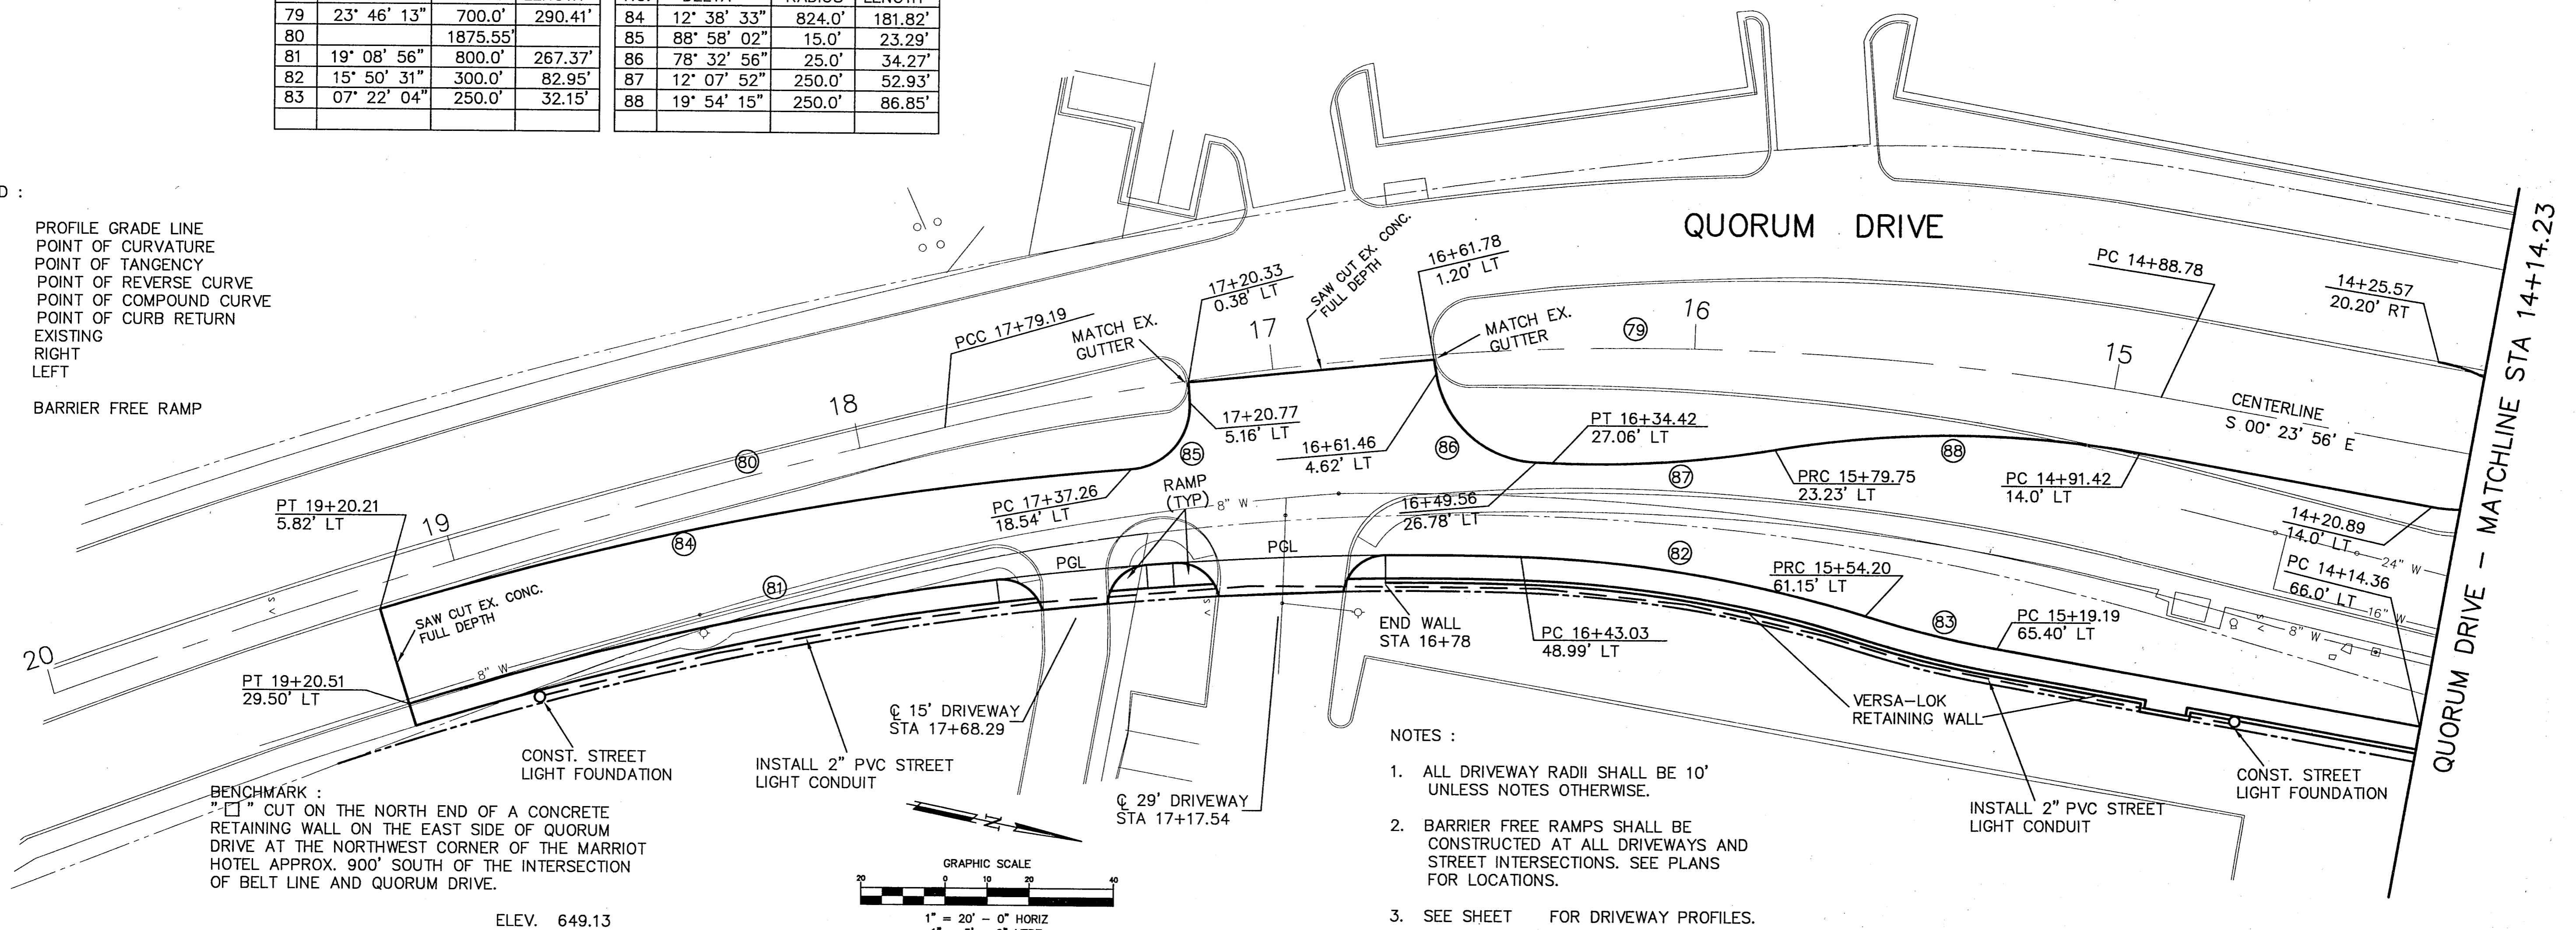 79 23° 46' 13" 700.0' 290.41'
80 1875.55'
81 19° 08' 56" 800.0' 267.37'
82 15° 50' 31" 300.0' 82.95'
83 07° 22' 04" 250.0' 32.15'
84 12° 38' 33" 824.0' 181.82'
85 88° 58' 02" 15.0' 23.29'
86 78° 32' 56" 25.0' 34.27'
87 12° 07' 52" 250.0' 52.93'
88 19° 54' 15" 250.0' 86.85'
D :
PROFILE GRADE LINE
POINT OF CURVATURE
POINT OF TANGENCY
POINT OF REVERSE CURVE
POINT OF COMPOUND CURVE
POINT OF CURB RETURN
EXISTING
RIGHT
LEFT
BARRIER FREE RAMP
QUORUM DRIVE
17+20.33
0.38' LT
SAW CUT EX. CONC.
FULL DEPTH
16+61.78
1.20' LT
PC 14+88.78
14+25.57
20.20' RT
PCC 17+79.19
MATCH EX.
GUTTER
17
MATCH EX.
GUTTER
79
16
15
18
CENTERLINE
S 00° 23' 56' E
17+20.77
5.16' LT
16+61.46
4.62' LT
86
PT 16+34.42
27.06' LT
80
85
88
PT 19+20.21
5.82' LT
19
PC 17+37.26
18.54' LT
RAMP
(TYP)
8" W
16+49.56
26.78' LT
87
PRC 15+79.75
23.23' LT
PC 14+91.42
14.0' LT
84
PGL
PGL
82
14+20.89
14.0' LT
24" W
81
PRC 15+54.20
61.15' LT
PC 14+14.36
66.0' LT
16" W
SAW CUT EX. CONC.
FULL DEPTH
S V
S V
END WALL
STA 16+78
PC 16+43.03
48.99' LT
83
PC 15+19.19
65.40' LT
S V
8" W
20
8" W
PT 19+20.51
29.50' LT
℄ 15' DRIVEWAY
STA 17+68.29
VERSA-LOK
RETAINING WALL
CONST. STREET
LIGHT FOUNDATION
INSTALL 2" PVC STREET
LIGHT CONDUIT
℄ 29' DRIVEWAY
STA 17+17.54
INSTALL 2" PVC STREET
LIGHT CONDUIT
CONST. STREET
LIGHT FOUNDATION
QUORUM DRIVE - MATCHLINE STA 14+14.23
BENCHMARK :
"□" CUT ON THE NORTH END OF A CONCRETE
RETAINING WALL ON THE EAST SIDE OF QUORUM
DRIVE AT THE NORTHWEST CORNER OF THE MARRIOT
HOTEL APPROX. 900' SOUTH OF THE INTERSECTION
OF BELT LINE AND QUORUM DRIVE.
ELEV. 649.13
N
GRAPHIC SCALE
20 0 10 20 40
1" = 20' - 0" HORIZ
NOTES :
1. ALL DRIVEWAY RADII SHALL BE 10'
UNLESS NOTES OTHERWISE.
2. BARRIER FREE RAMPS SHALL BE
CONSTRUCTED AT ALL DRIVEWAYS AND
STREET INTERSECTIONS. SEE PLANS
FOR LOCATIONS.
3. SEE SHEET FOR DRIVEWAY PROFILES.